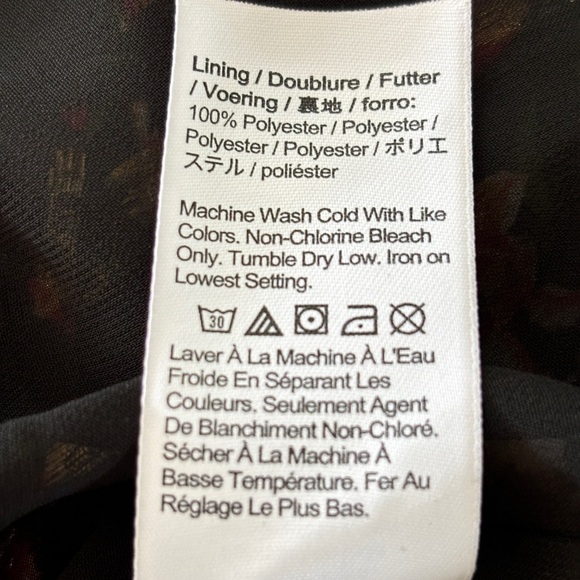 Lining / Doublure / Futter
/ Voering / 裏地 / forro:
100% Polyester / Polyester /
Polyester / Polyester / ポリエ
ステル / poliéster
Machine Wash Cold With Like
Colors. Non-Chlorine Bleach
Only. Tumble Dry Low. Iron on
Lowest Setting.
30
Laver À La Machine À L'Eau
Froide En Séparant Les
Couleurs. Seulement Agent
De Blanchiment Non-Chloré.
Sécher À La Machine À
Basse Température. Fer Au
Réglage Le Plus Bas.